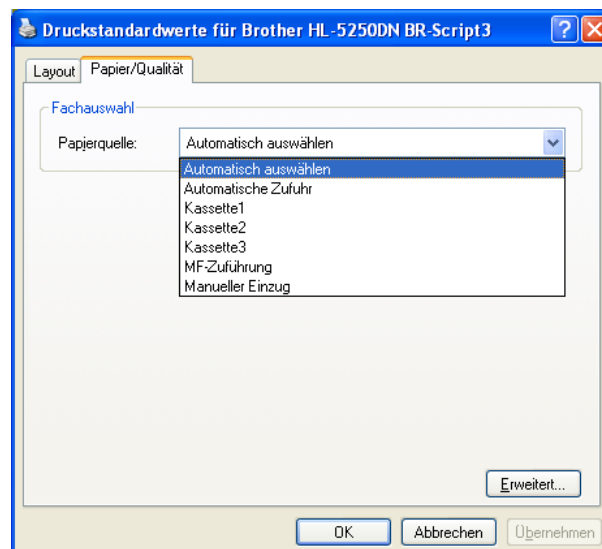 Druckstandardwerte für Brother HL-5250DN BR-Script3
Layout Papier/Qualität
Fachauswahl
Papierquelle: Automatisch auswählen
Automatisch auswählen
Automatische Zufuhr
Kassette1
Kassette2
Kassette3
MF-Zuführung
Manueller Einzug
Erweitert...
OK Abbrechen Übernehmen